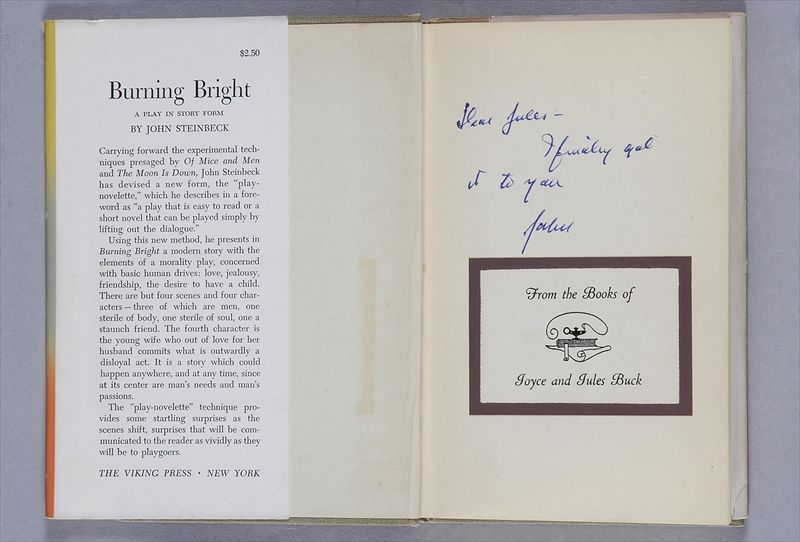 $2.50
Burning Bright
A PLAY IN STORY FORM
BY JOHN STEINBECK
Carrying forward the experimental tech-
niques presaged by Of Mice and Men
and The Moon Is Down, John Steinbeck
has devised a new form, the "play-
novelette," which he describes in a fore-
word as "a play that is easy to read or a
short novel that can be played simply by
lifting out the dialogue."
Using this new method, he presents in
Burning Bright a modern story with the
elements of a morality play, concerned
with basic human drives: love, jealousy,
friendship, the desire to have a child.
There are but four scenes and four char-
acters—three of which are men, one
sterile of body, one sterile of soul, one a
staunch friend. The fourth character is
the young wife who out of love for her
husband commits what is outwardly a
disloyal act. It is a story which could
happen anywhere, and at any time, since
at its center are man's needs and man's
passions.
The "play-novelette" technique pro-
vides some startling surprises as the
scenes shift, surprises that will be com-
municated to the reader as vividly as they
will be to playgoers.
THE VIKING PRESS · NEW YORK
Dear Jules—
I finally got
it to you
John
From the Books of
Joyce and Jules Buck